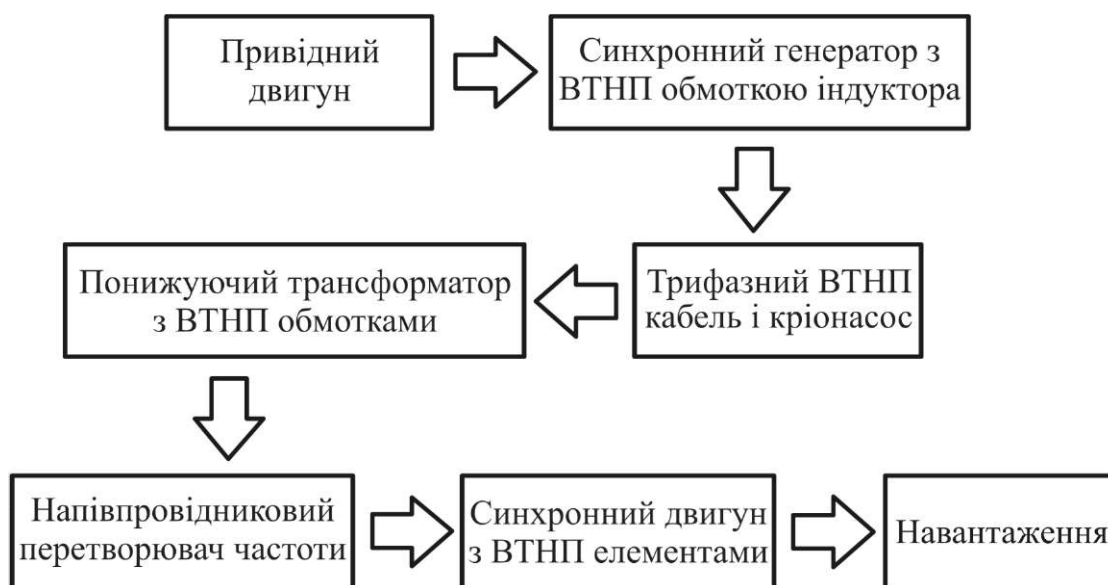 Привідний
двигун
Синхронний генератор з
ВТНП обмоткою індуктора
Понижуючий трансформатор
з ВТНП обмотками
Трифазний ВТНП
кабель і кріонасос
Напівпровідниковий
перетворювач частоти
Синхронний двигун
з ВТНП елементами
Навантаження